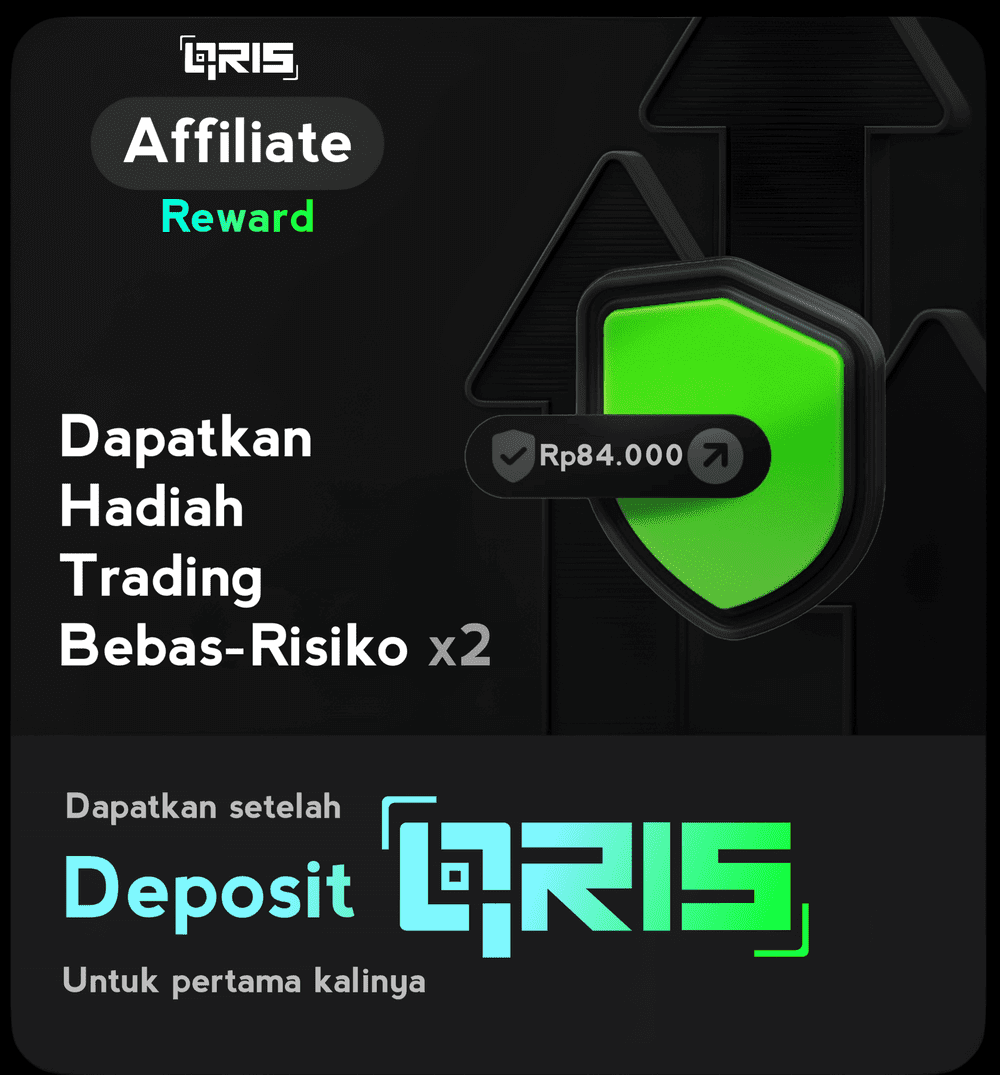 QRIS
Affiliate
Reward
Dapatkan
Hadiah
Trading
Bebas-Risiko x2
Rp84.000
Dapatkan setelah
Deposit QRIS
Untuk pertama kalinya